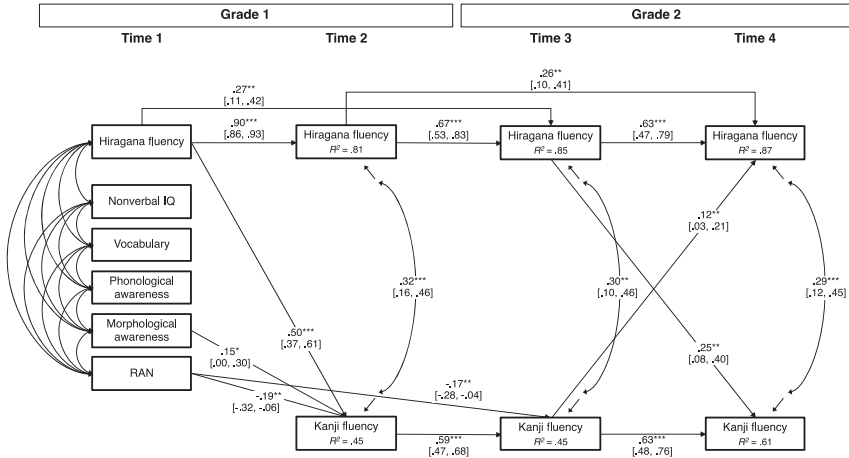 Grade 1
Grade 2
Time 1
Time 2
Time 3
Time 4
.26**
[.10, .41]
.27**
[.11, .42]
.90***
[.86, .93]
.67***
[.53, .83]
.63***
[.47, .79]
Hiragana fluency
Hiragana fluency
R² = .81
Hiragana fluency
R² = .85
Hiragana fluency
R² = .87
Nonverbal IQ
Vocabulary
Phonological
awareness
Morphological
awareness
RAN
.12**
[.03, .21]
.32***
[.16, .46]
.30**
[.10, .46]
.29***
[.12, .45]
.50***
[.37, .61]
.15*
[.00, .30]
.25**
[.08, .40]
-.19**
[-.32, -.06]
-.17**
[-.28, -.04]
Kanji fluency
R² = .45
.59***
[.47, .68]
Kanji fluency
R² = .45
.63***
[.48, .76]
Kanji fluency
R² = .61